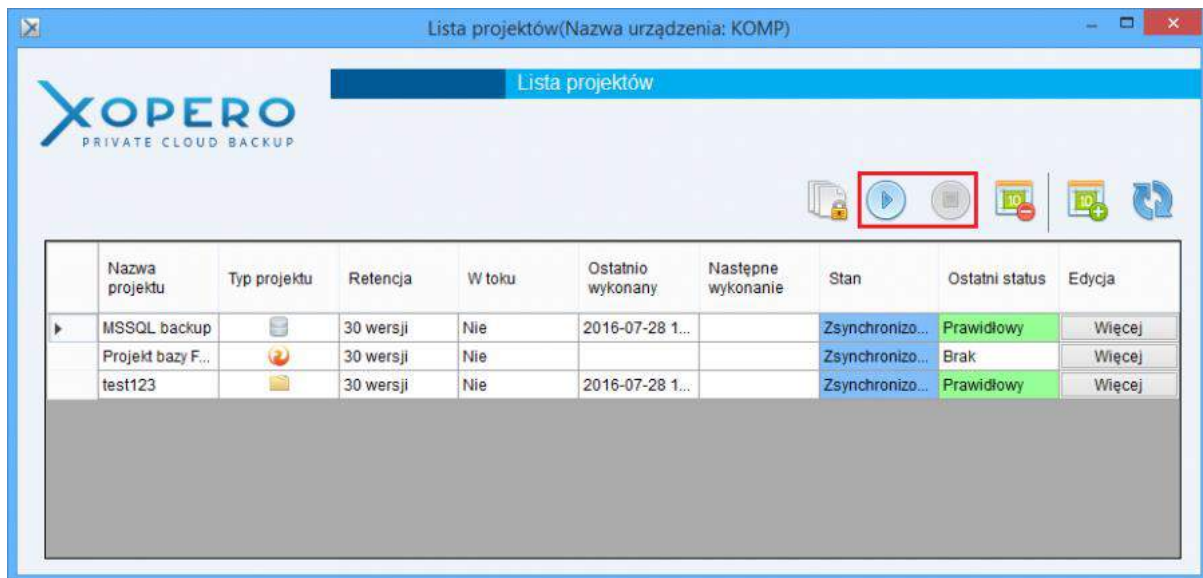 Lista projektów(Nazwa urządzenia: KOMP)
Lista projektów
XOPERO
PRIVATE CLOUD BACKUP
10 10
Nazwa projektu Typ projektu Retencja W toku Ostatnio wykonany Następne wykonanie Stan Ostatni status Edycja
MSSQL backup 30 wersji Nie 2016-07-28 1... Zsynchronizo... Prawidłowy Więcej
Projekt bazy F... 30 wersji Nie Zsynchronizo... Brak Więcej
test123 30 wersji Nie 2016-07-28 1... Zsynchronizo... Prawidłowy Więcej